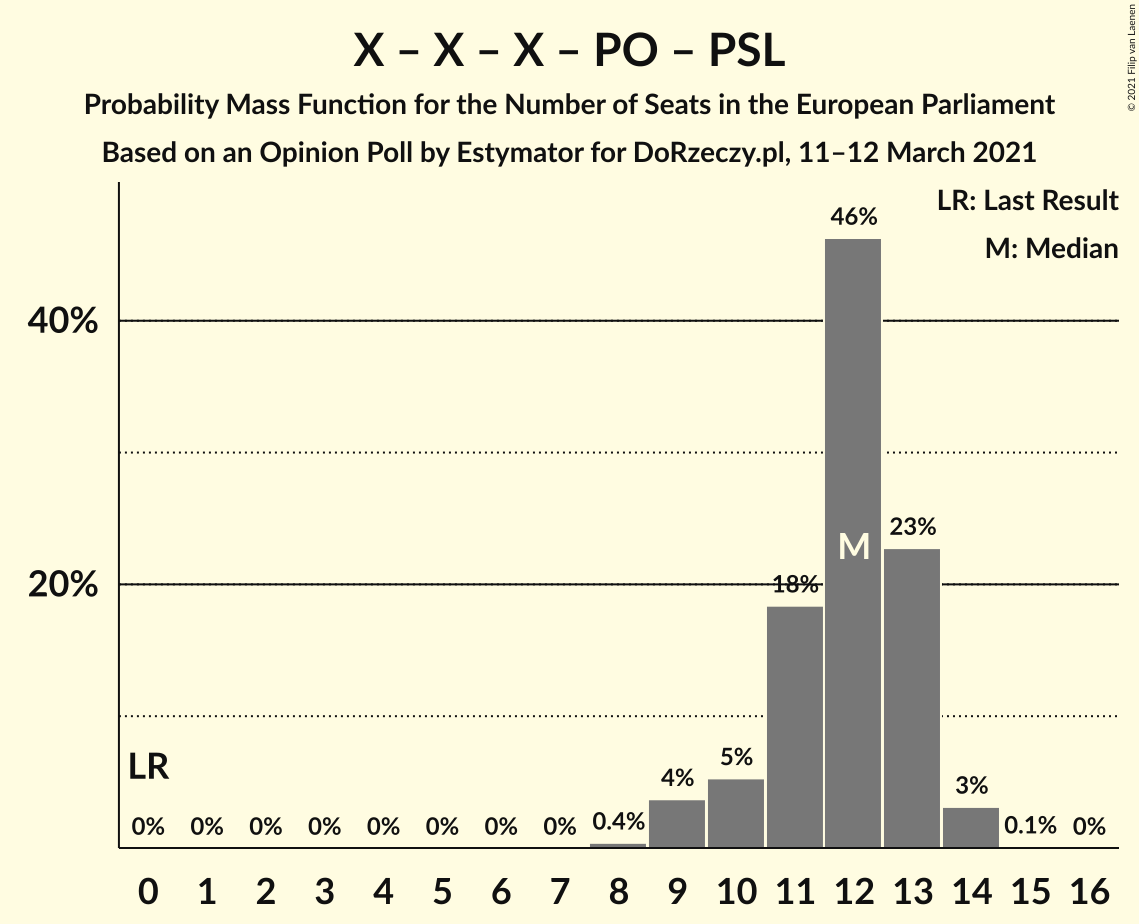 © 2021 Filip van Laenen
X – X – X – PO – PSL
Probability Mass Function for the Number of Seats in the European Parliament
Based on an Opinion Poll by Estymator for DoRzeczy.pl, 11–12 March 2021
LR: Last Result
M: Median
40%
20%
LR
M
0% 0% 0% 0% 0% 0% 0% 0% 0.4% 4% 5% 18% 46% 23% 3% 0.1% 0%
0 1 2 3 4 5 6 7 8 9 10 11 12 13 14 15 16